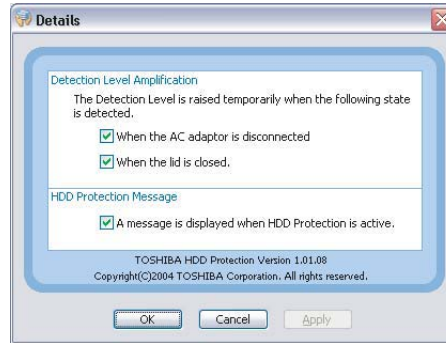 Details
Detection Level Amplification
The Detection Level is raised temporarily when the following state
is detected.
When the AC adaptor is disconnected
When the lid is closed.
HDD Protection Message
A message is displayed when HDD Protection is active.
TOSHIBA HDD Protection Version 1.01.08
Copyright(C)2004 TOSHIBA Corporation. All rights reserved.
OK Cancel Apply